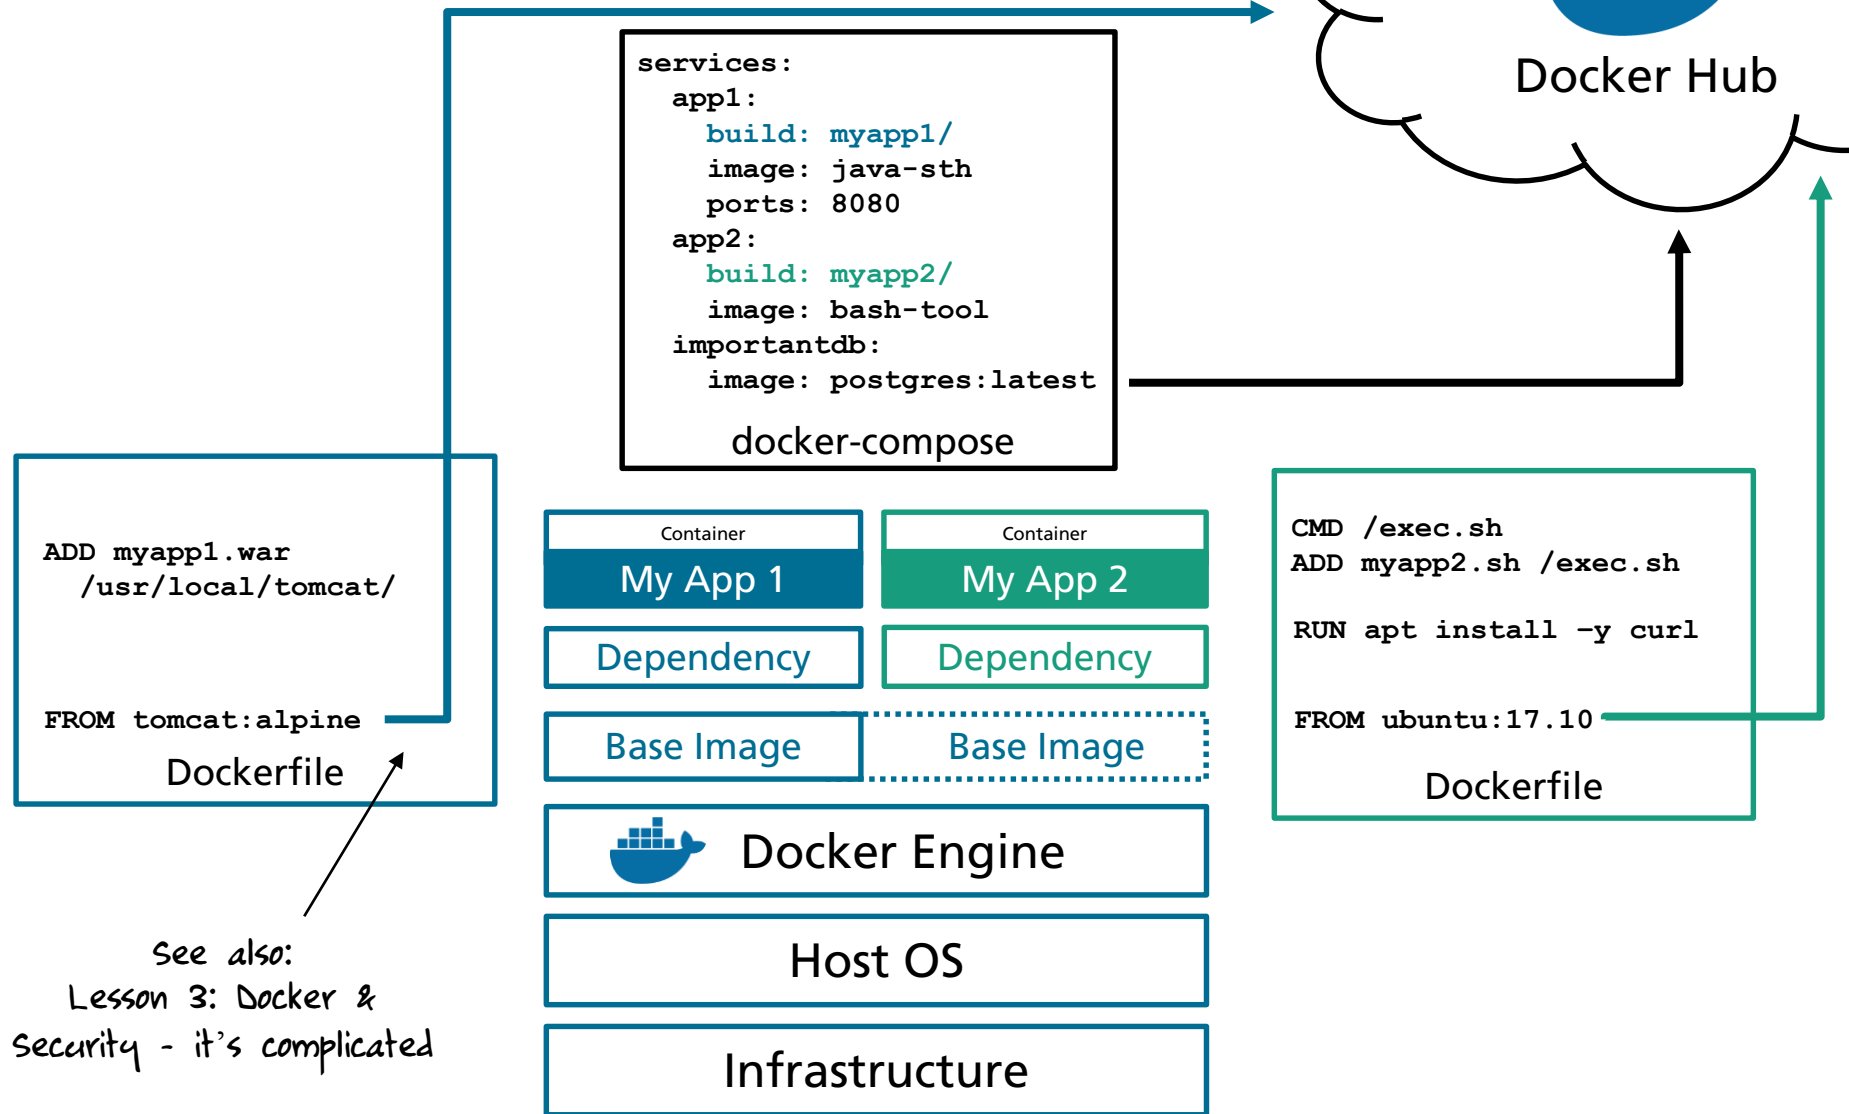 Docker Hub
services:
app1:
build: myapp1/
image: java-sth
ports: 8080
app2:
build: myapp2/
image: bash-tool
importantdb:
image: postgres:latest
docker-compose
ADD myapp1.war
/usr/local/tomcat/
FROM tomcat:alpine
Dockerfile
See also:
Lesson 3: Docker &
Security - it's complicated
Container
My App 1
Dependency
Base Image
Container
My App 2
Dependency
Base Image
Docker Engine
Host OS
Infrastructure
CMD /exec.sh
ADD myapp2.sh /exec.sh
RUN apt install –y curl
FROM ubuntu:17.10
Dockerfile